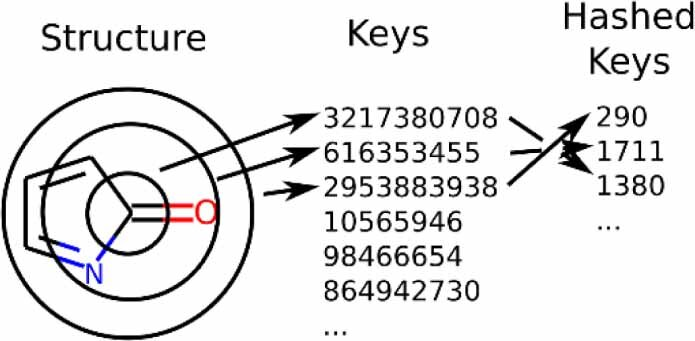 Structure
N
O
Keys
3217380708
616353455
2953883938
10565946
98466654
864942730
...
Hashed
Keys
290
1711
1380
...